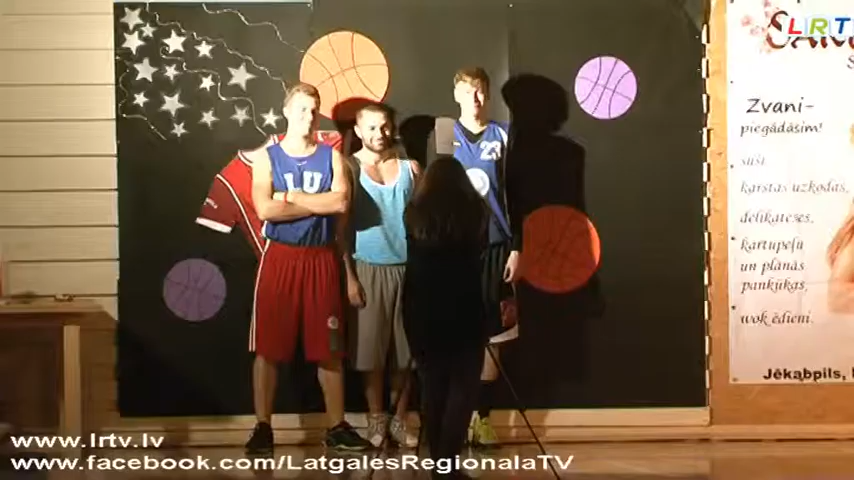 LRT
Zvani-
piegādāsim!
suši
karstas uzkodas,
delikateses,
kartupeļu
un plānās
pankūkas,
wok ēdieni
Jēkabpils,
LU
23
www.lrtv.lv
www.facebook.com/LatgalesRegionalaTV